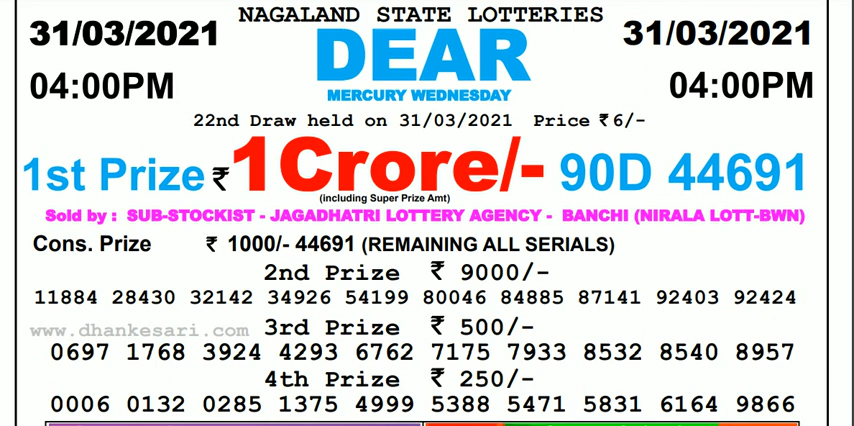 NAGALAND STATE LOTTERIES
31/03/2021 DEAR 31/03/2021
04:00PM MERCURY WEDNESDAY 04:00PM
22nd Draw held on 31/03/2021 Price ₹ 6/-
1st Prize ₹ 1Crore/- 90D 44691
(including Super Prize Amt)
Sold by : SUB-STOCKIST - JAGADHATRI LOTTERY AGENCY - BANCHI (NIRALA LOTT-BWN)
Cons. Prize ₹ 1000/- 44691 (REMAINING ALL SERIALS)
2nd Prize ₹ 9000/-
11884 28430 32142 34926 54199 80046 84885 87141 92403 92424
www.dhankesari.com 3rd Prize ₹ 500/-
0697 1768 3924 4293 6762 7175 7933 8532 8540 8957
4th Prize ₹ 250/-
0006 0132 0285 1375 4999 5388 5471 5831 6164 9866